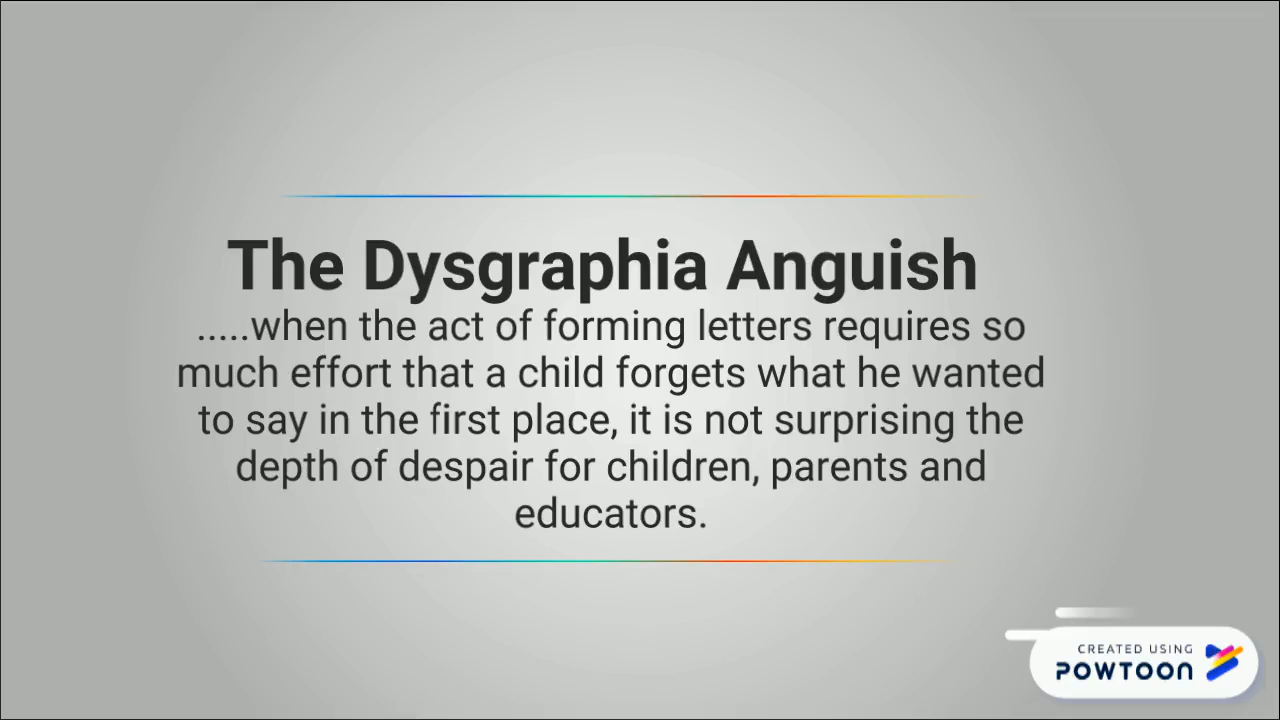 The Dysgraphia Anguish
.....when the act of forming letters requires so
much effort that a child forgets what he wanted
to say in the first place, it is not surprising the
depth of despair for children, parents and
educators.
CREATED USING
POWTOON